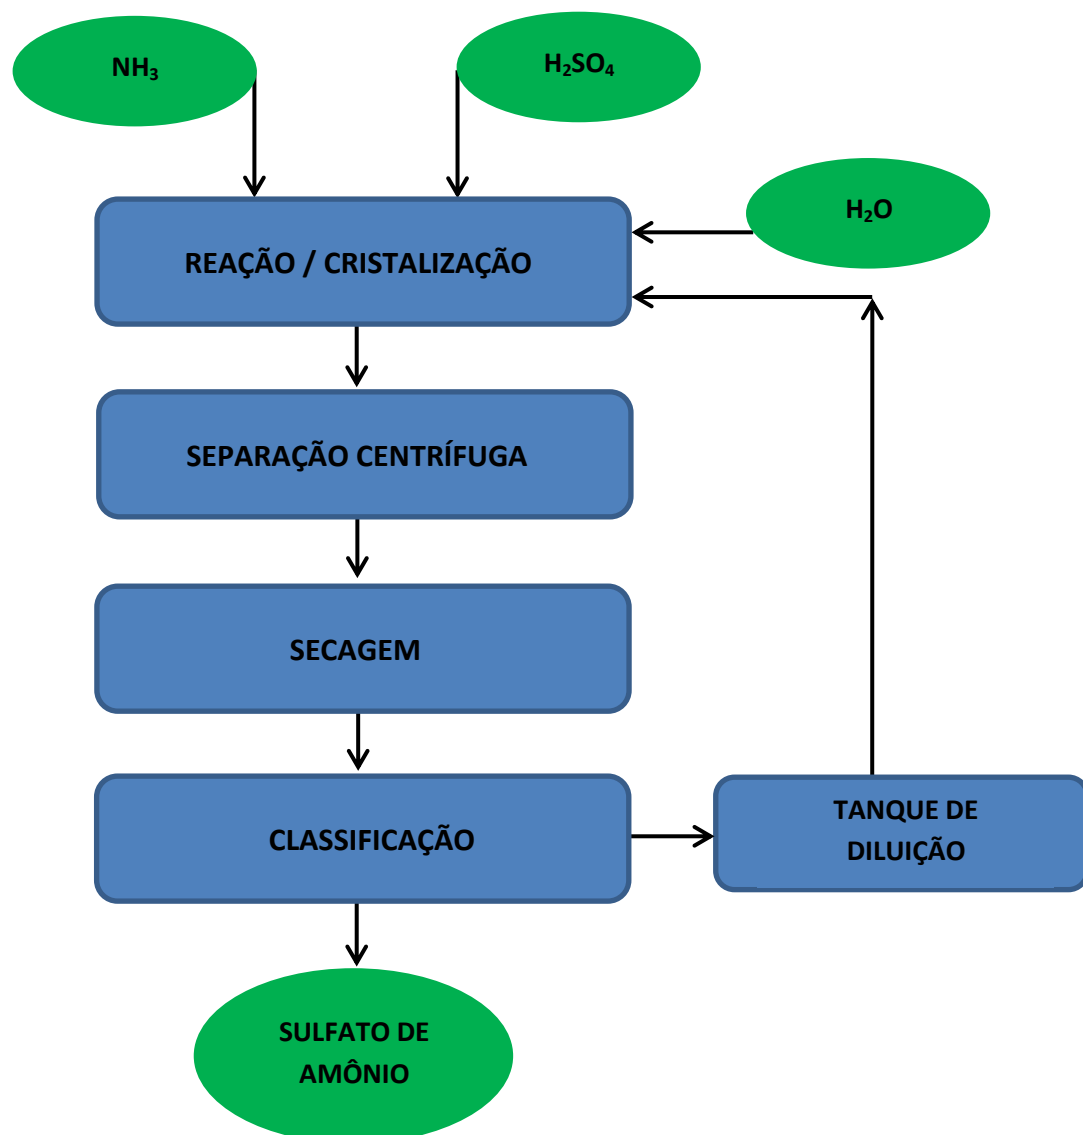 NH₃
H₂SO₄
H₂O
REAÇÃO / CRISTALIZAÇÃO
SEPARAÇÃO CENTRÍFUGA
SECAGEM
CLASSIFICAÇÃO
TANQUE DE
DILUIÇÃO
SULFATO DE
AMÔNIO